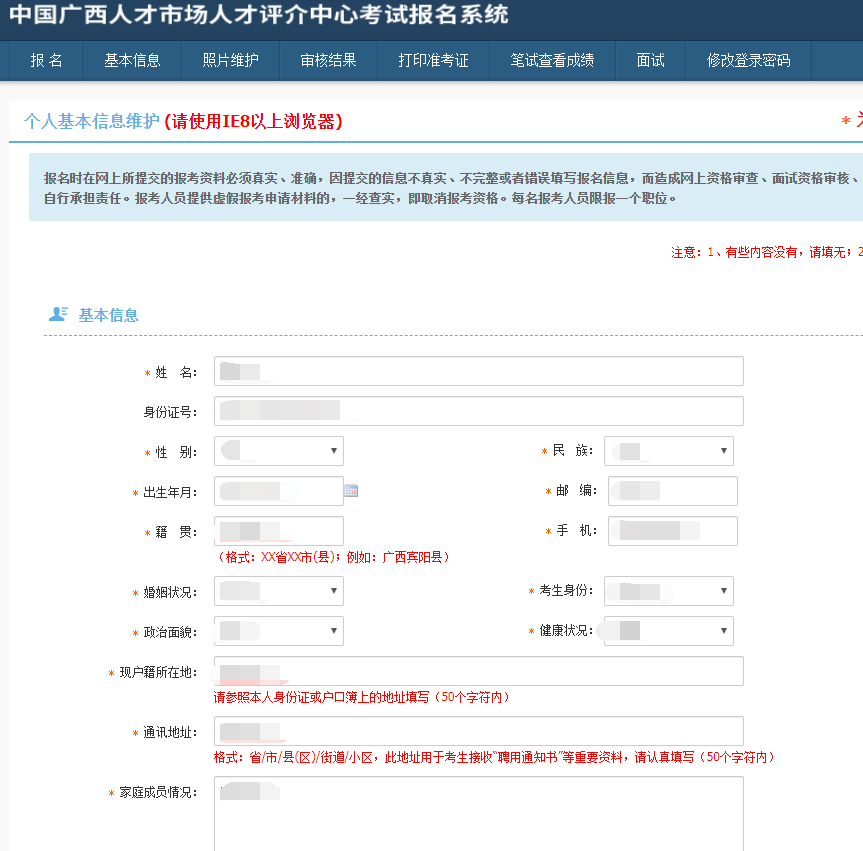 中国广西人才市场人才评介中心考试报名系统
报 名 基本信息 照片维护 审核结果 打印准考证 笔试查看成绩 面试 修改登录密码
个人基本信息维护 (请使用IE8以上浏览器)
*
报名时在网上所提交的报考资料必须真实、准确，因提交的信息不真实、不完整或者错误填写报名信息，而造成网上资格审查、面试资格审核、
自行承担责任。报考人员提供虚假报考申请材料的，一经查实，即取消报考资格。每名报考人员限报一个职位。
注意：1、有些内容没有，请填无；2
基本信息
* 姓 名：
身份证号：
* 性 别： * 民 族：
* 出生年月： * 邮 编：
* 籍 贯： * 手 机：
（格式：XX省XX市(县)；例如：广西宾阳县）
* 婚姻状况： * 考生身份：
* 政治面貌： * 健康状况：
* 现户籍所在地：
请参照本人身份证或户口簿上的地址填写（50个字符内）
* 通讯地址：
格式：省/市/县(区)/街道/小区，此地址用于考生接收“聘用通知书”等重要资料，请认真填写（50个字符内）
* 家庭成员情况：